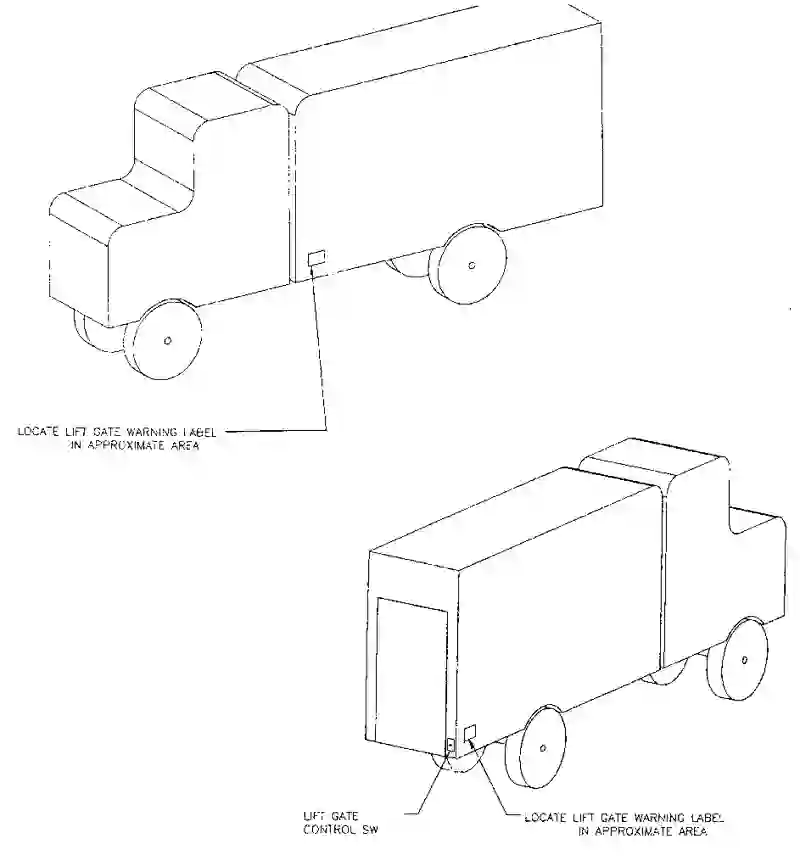 LOCATE LIFT GATE WARNING LABEL
IN APPROXIMATE AREA
LIFT GATE
CONTROL SW
LOCATE LIFT GATE WARNING LABEL
IN APPROXIMATE AREA